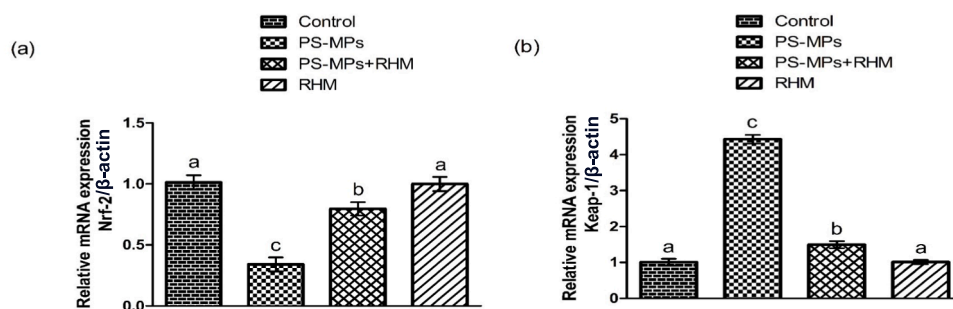 (a)
Control
PS-MPs
PS-MPs+RHM
RHM
Relative mRNA expression
Nrf-2/β-actin
1.5
1.0
0.5
0.0
a
c
b
a
(b)
Control
PS-MPs
PS-MPs+RHM
RHM
Relative mRNA expression
Keap-1/β-actin
5
4
3
2
1
0
a
c
b
a